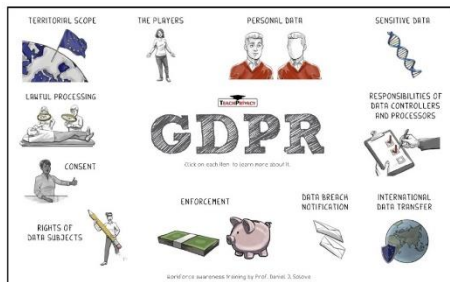 TERRITORIAL SCOPE
THE PLAYERS
PERSONAL DATA
SENSITIVE DATA
LAWFUL PROCESSING
TEACHPRIVACY
RESPONSIBILITIES OF
DATA CONTROLLERS
AND PROCESSORS
GDPR
Click on each item to learn more about it.
CONSENT
RIGHTS OF
DATA SUBJECTS
ENFORCEMENT
DATA BREACH
NOTIFICATION
INTERNATIONAL
DATA TRANSFER
Workforce awareness training by Prof. Daniel J. Solove